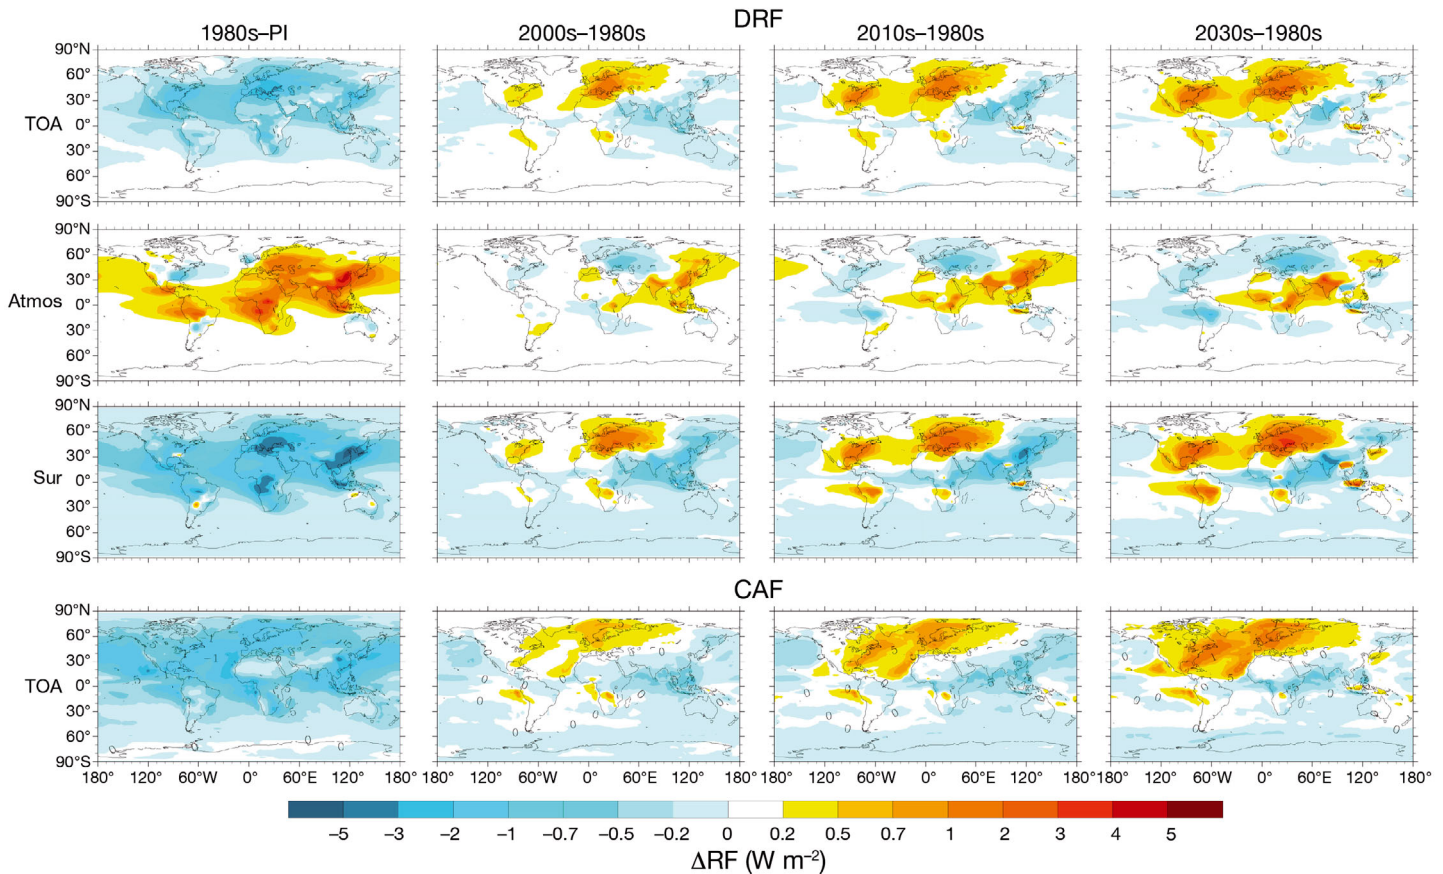 DRF
1980s–PI 2000s–1980s 2010s–1980s 2030s–1980s
90°N
60°
30°
TOA 0°
30°
60°
90°S
90°N
60°
30°
Atmos 0°
30°
60°
90°S
90°N
60°
30°
Sur 0°
30°
60°
90°S
CAF
90°N
60°
30°
TOA 0°
30°
60°
90°S
180° 120° 60°W 0° 60°E 120° 180° 120° 60°W 0° 60°E 120° 180° 120° 60°W 0° 60°E 120° 180° 120° 60°W 0° 60°E 120° 180°
−5 −3 −2 −1 −0.7 −0.5 −0.2 0 0.2 0.5 0.7 1 2 3 4 5
ΔRF (W m⁻²)